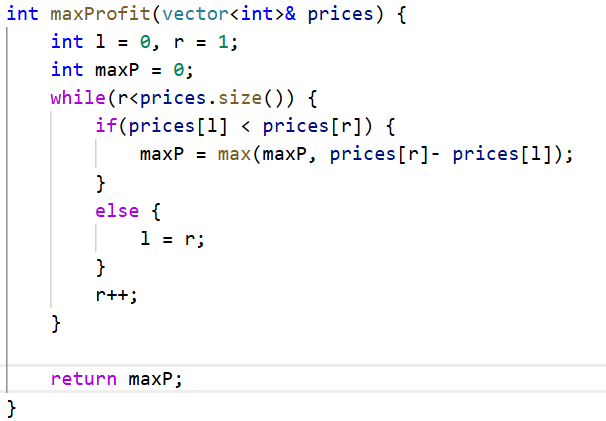 int maxProfit(vector<int>& prices) {
    int l = 0, r = 1;
    int maxP = 0;
    while(r<prices.size()) {
        if(prices[l] < prices[r]) {
            maxP = max(maxP, prices[r]- prices[l]);
        }
        else {
            l = r;
        }
        r++;
    }
    return maxP;
}